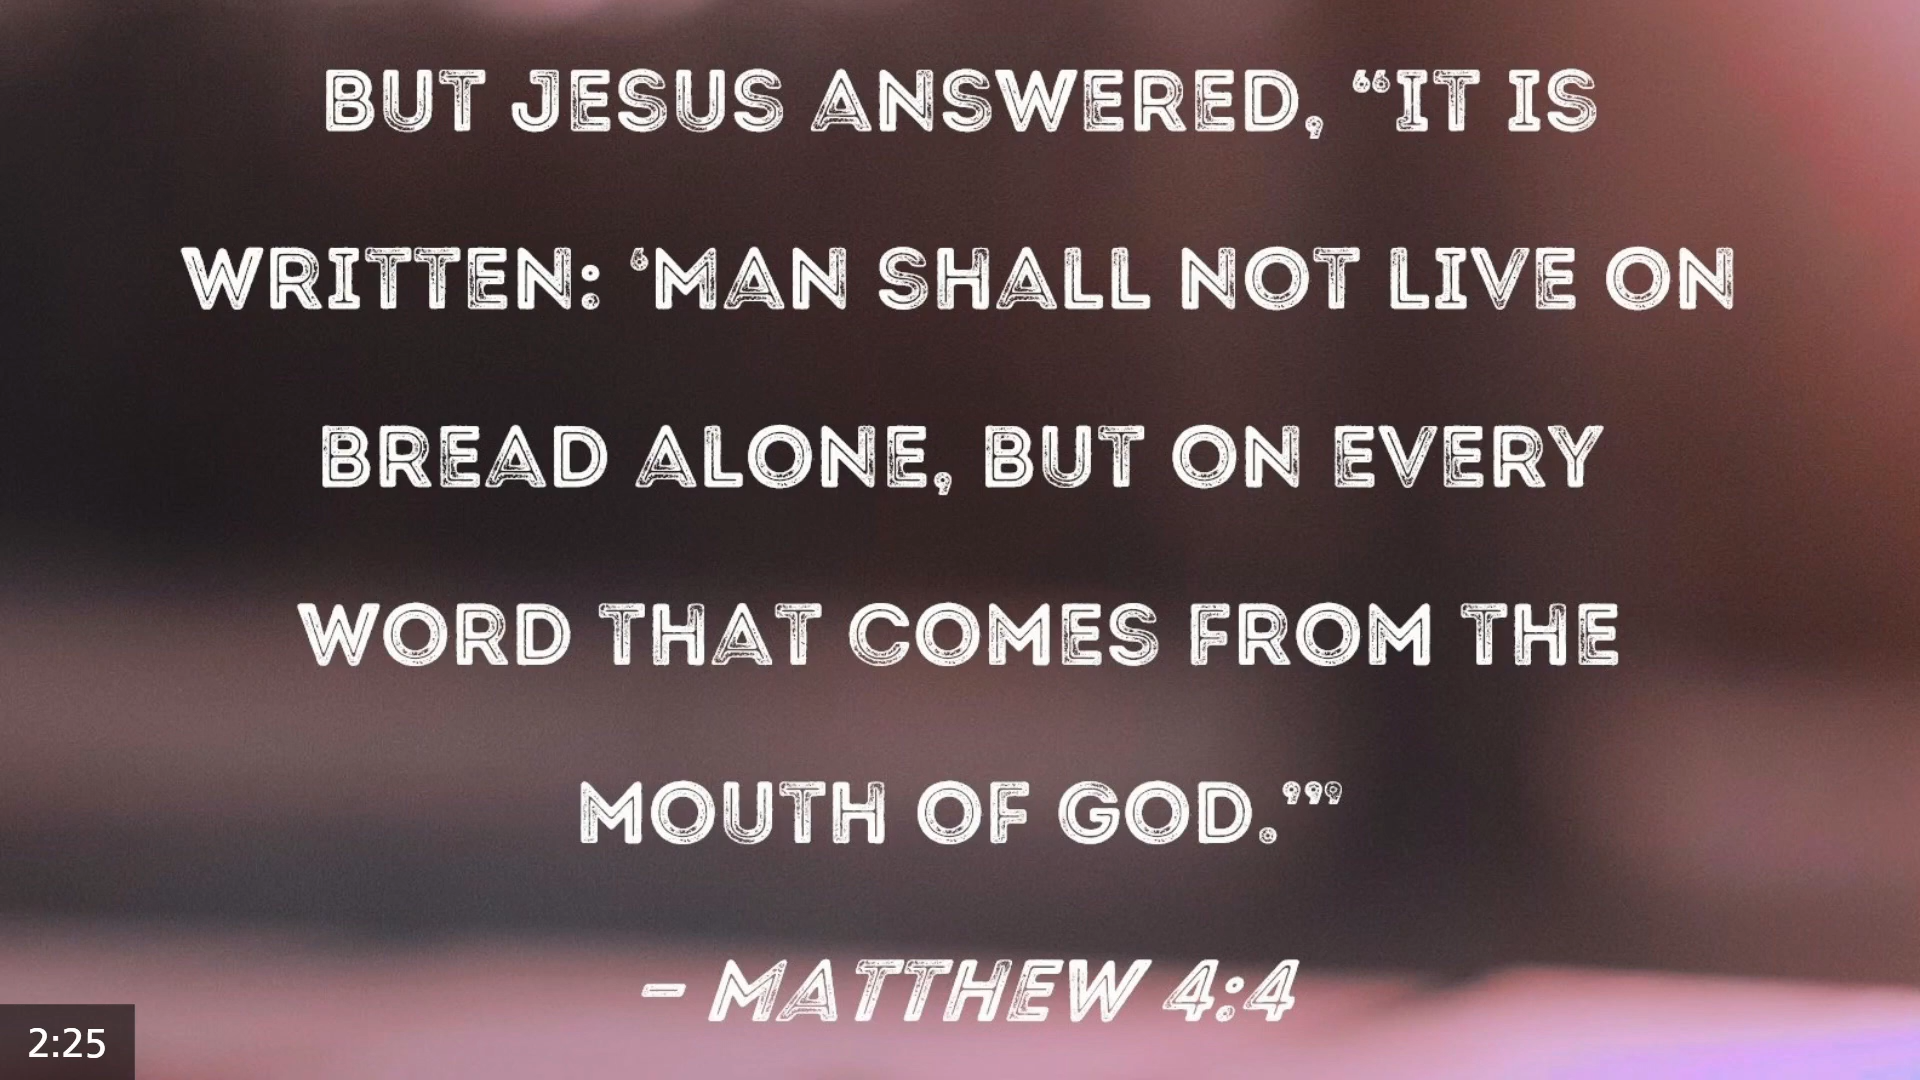 BUT JESUS ANSWERED, “IT IS
WRITTEN: ‘MAN SHALL NOT LIVE ON
BREAD ALONE, BUT ON EVERY
WORD THAT COMES FROM THE
MOUTH OF GOD.’”
– MATTHEW 4:4
2:25